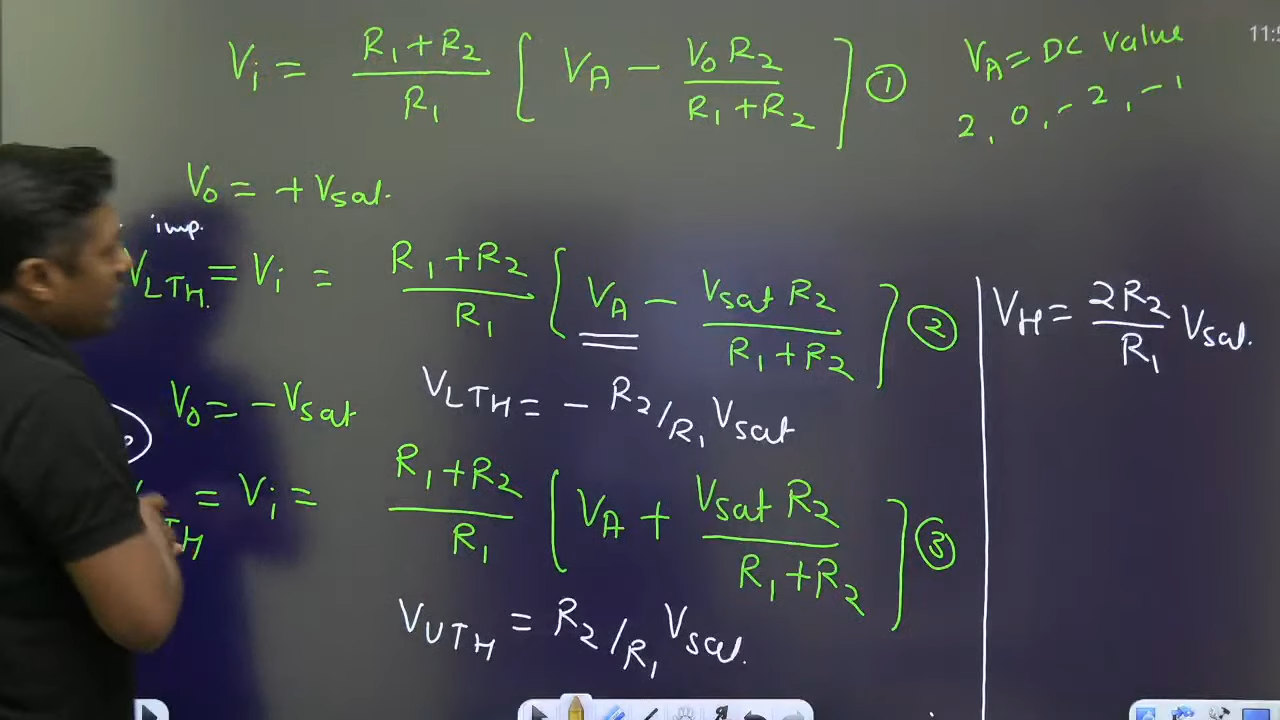 Vi = R1 + R2 / R1 [ VA − V0 R2 / R1 + R2 ] ①
VA = DC value
2, 0, -2, -1
11:5
V0 = + Vsat.
imp.
VLTH. = Vi = R1 + R2 / R1 [ VA − Vsat R2 / R1 + R2 ] ②
VLTH = − R2/R1 Vsat
V0 = − Vsat
TH = Vi = R1 + R2 / R1 [ VA + Vsat R2 / R1 + R2 ] ③
VUTH = R2/R1 Vsat.
VH = 2R2 / R1 Vsat.